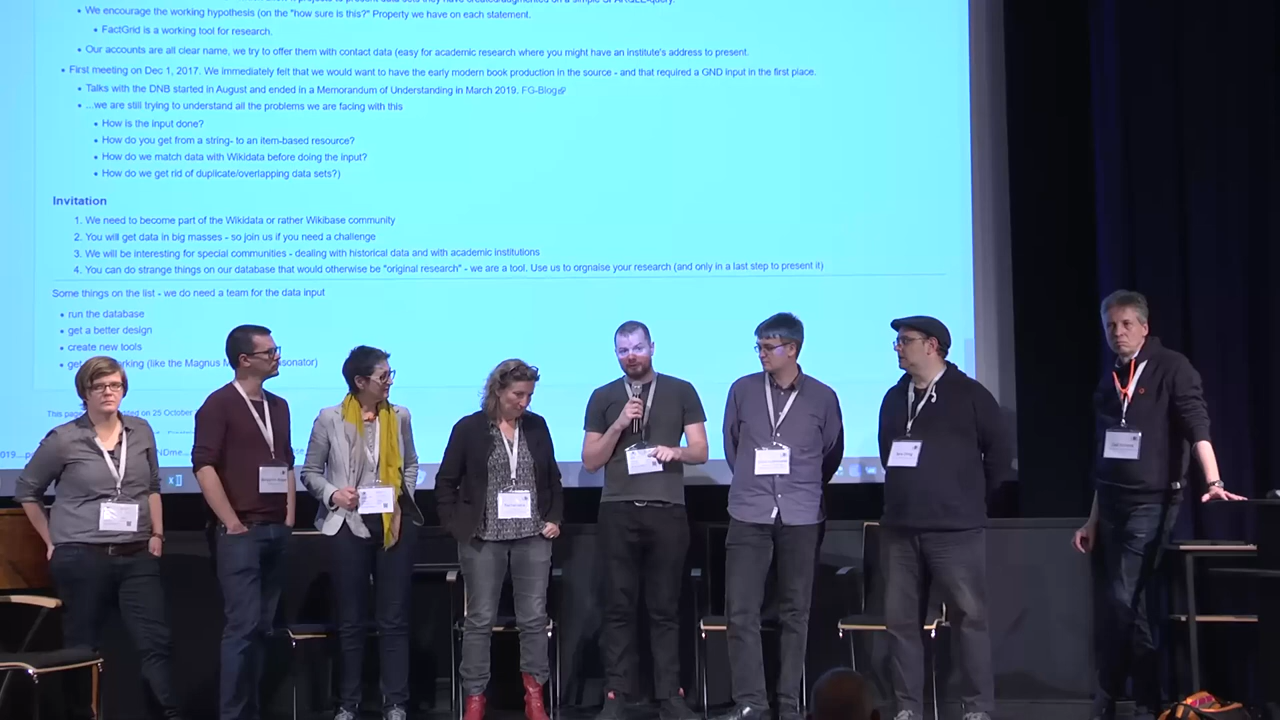 We encourage the working hypothesis (on the "how sure is this?" Property we have on each statement.
FactGrid is a working tool for research.
Our accounts are all clear name, we try to offer them with contact data (easy for academic research where you might have an institute's address to present.
First meeting on Dec 1, 2017. We immediately felt that we would want to have the early modern book production in the source - and that required a GND input in the first place.
Talks with the DNB started in August and ended in a Memorandum of Understanding in March 2019. FG-Blog
...we are still trying to understand all the problems we are facing with this
How is the input done?
How do you get from a string- to an item-based resource?
How do we match data with Wikidata before doing the input?
How do we get rid of duplicate/overlapping data sets?)
Invitation
1. We need to become part of the Wikidata or rather Wikibase community
2. You will get data in big masses - so join us if you need a challenge
3. We will be interesting for special communities - dealing with historical data and with academic institutions
4. You can do strange things on our database that would otherwise be "original research" - we are a tool. Use us to orgnaise your research (and only in a last step to present it)
Some things on the list - we do need a team for the data input
run the database
get a better design
create new tools
get rking (like the Magnus M sonator)
This page ited on 25 October